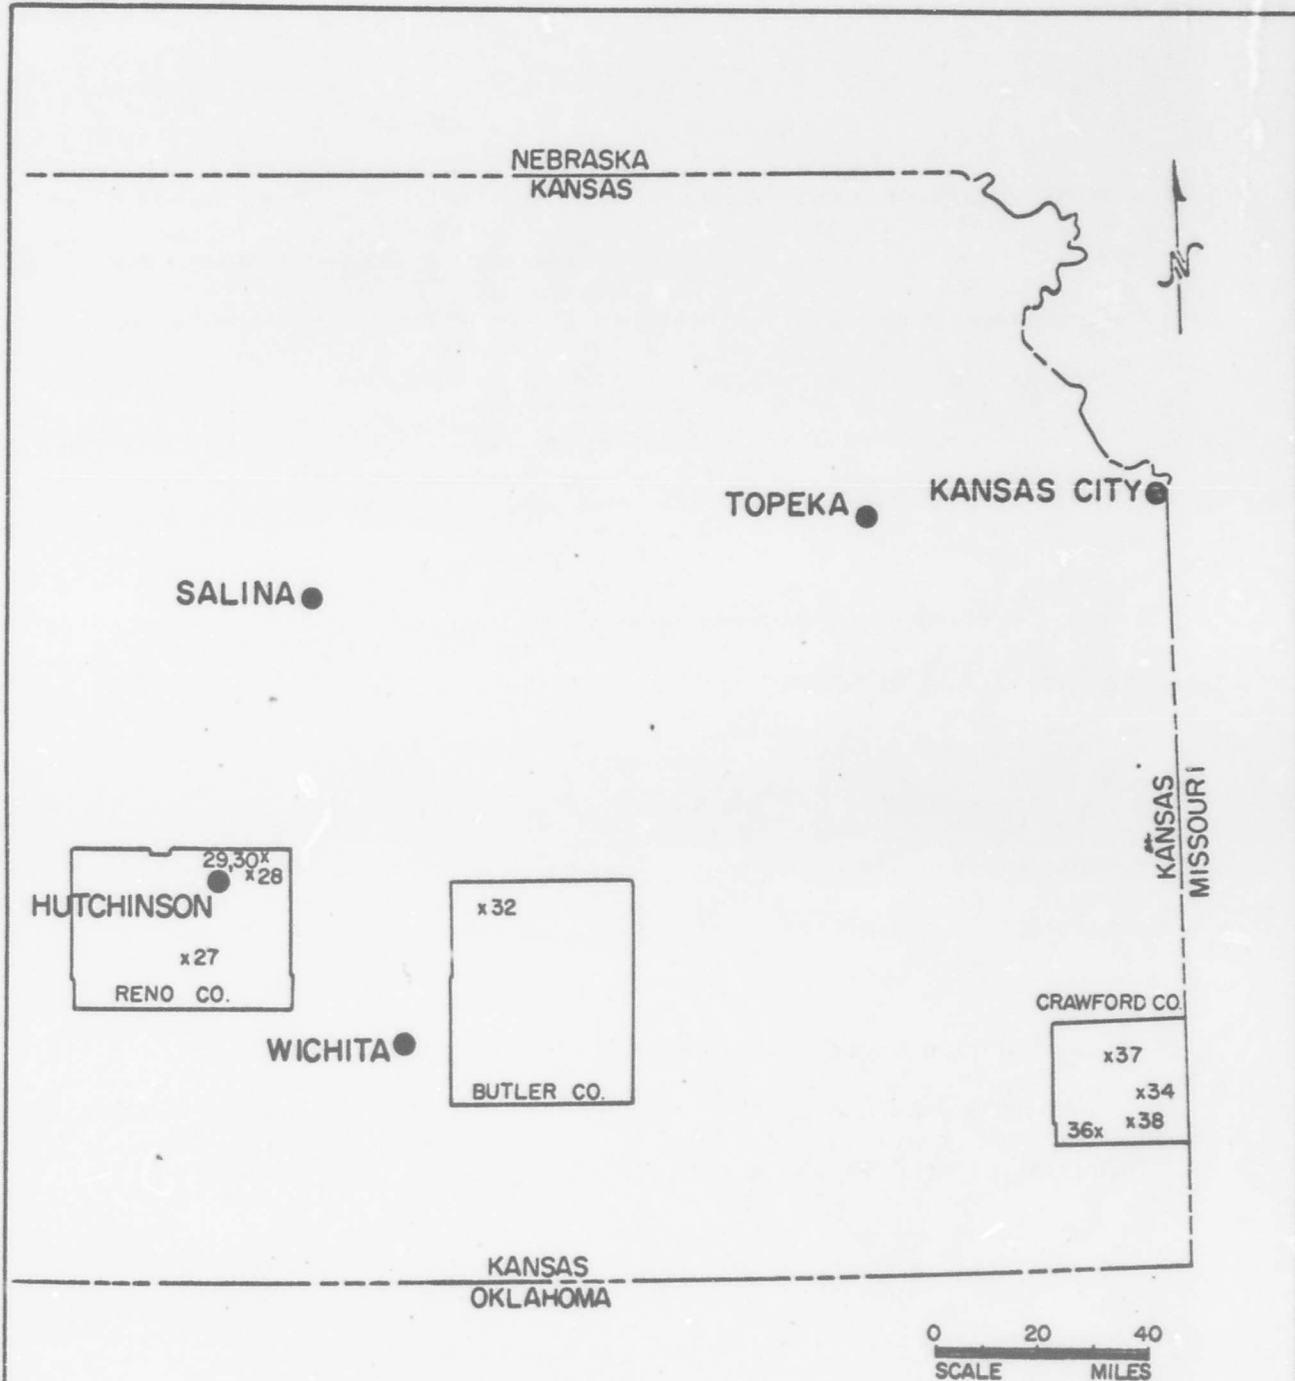 NEBRASKA
KANSAS
N
KANSAS CITY
TOPEKA
SALINA
KANSAS
MISSOURI
29,30x
x28
HUTCHINSON
x27
RENO CO.
x32
WICHITA
BUTLER CO.
CRAWFORD CO.
x37
x34
x38
36x
KANSAS
OKLAHOMA
0 20 40
SCALE MILES